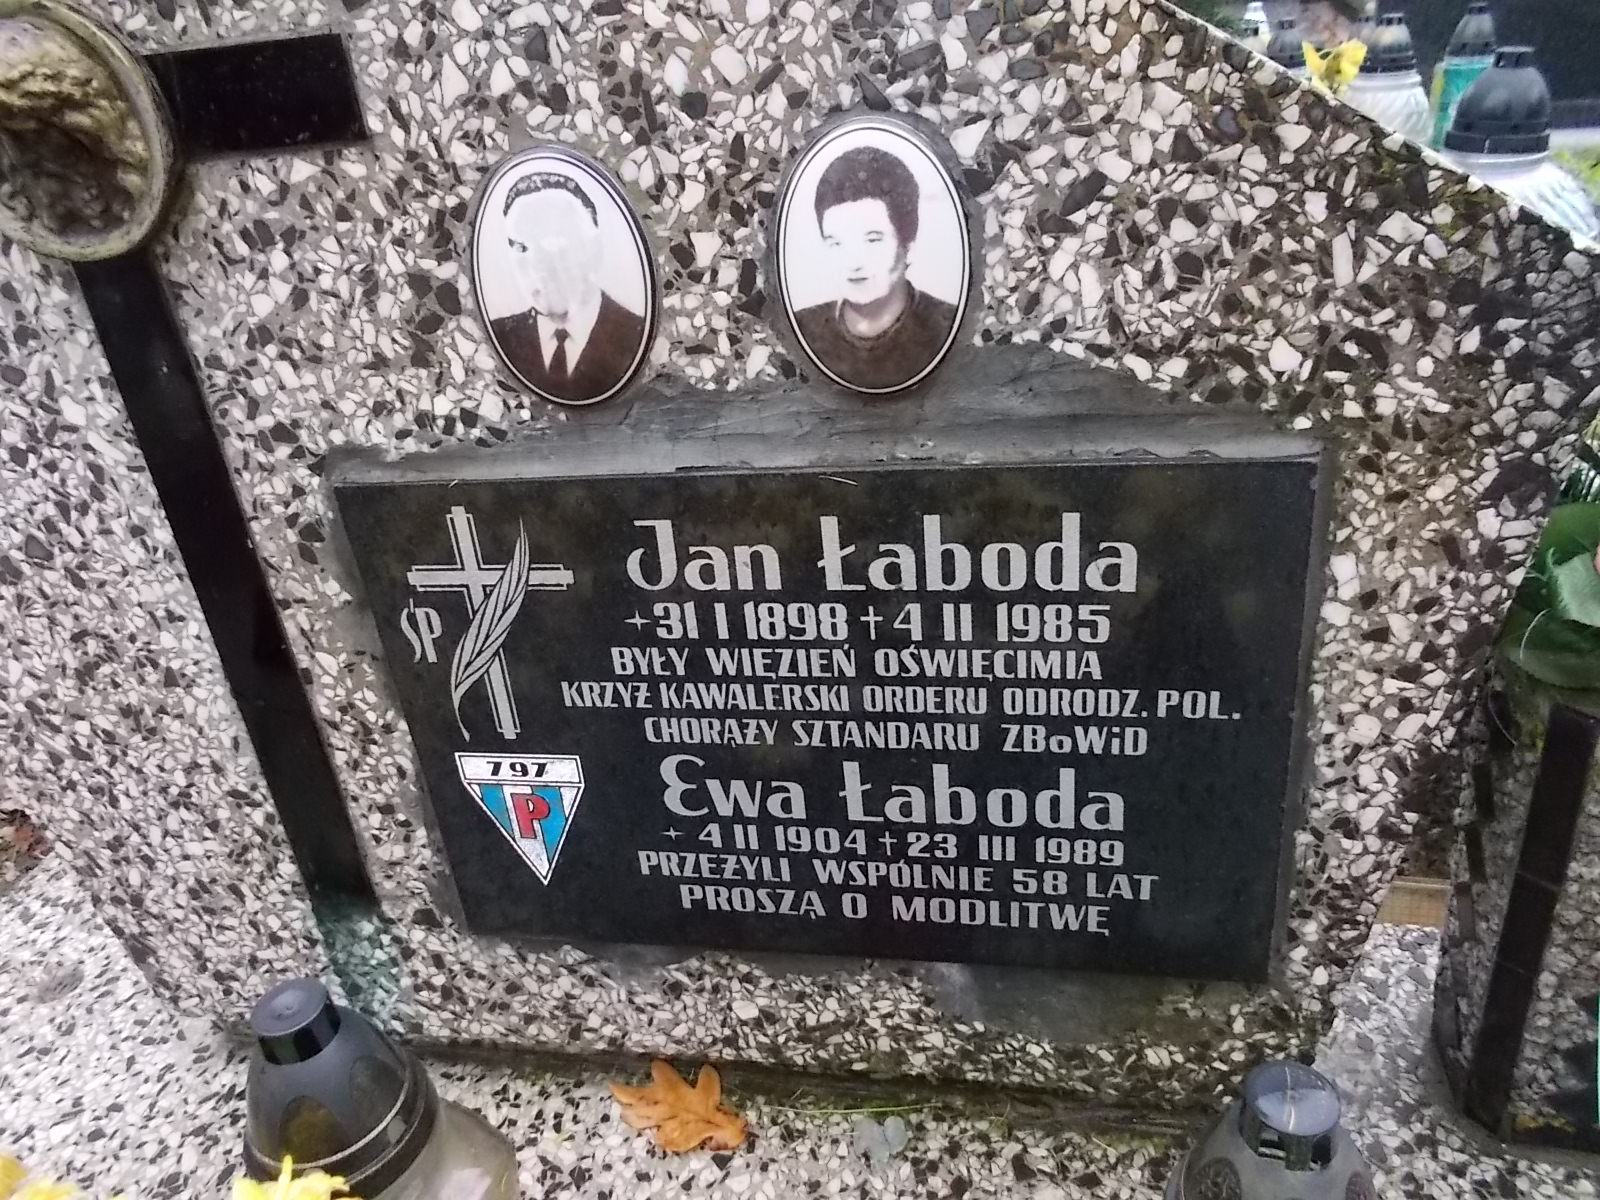 ŚP
Jan Łaboda
31 I 1898 + 4 II 1985
BYŁY WIĘZIEŃ OŚWIĘCIMIA
KRZYŻ KAWALERSKI ORDERU ODRODZ. POL.
CHORĄŻY SZTANDARU ZBoWiD
797
P
Ewa Łaboda
4 II 1904 + 23 III 1989
PRZEŻYLI WSPÓLNIE 58 LAT
PROSZĄ O MODLITWĘ